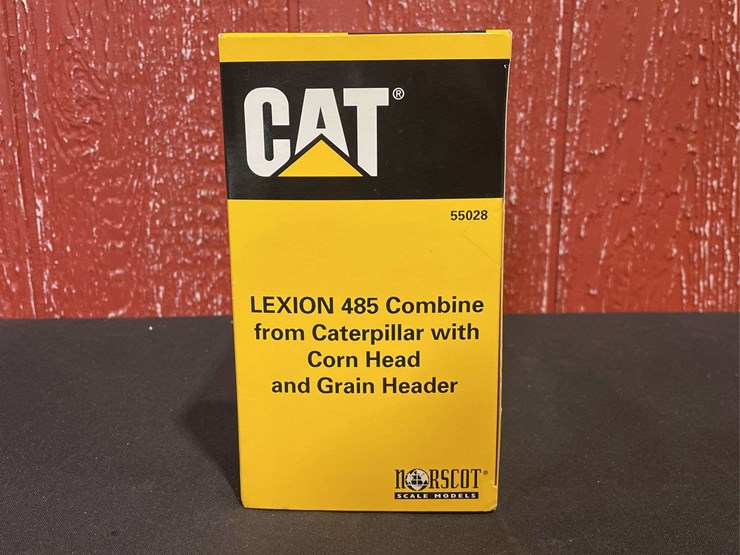 CAT®
55028
LEXION 485 Combine
from Caterpillar with
Corn Head
and Grain Header
NORSCOT®
SCALE MODELS